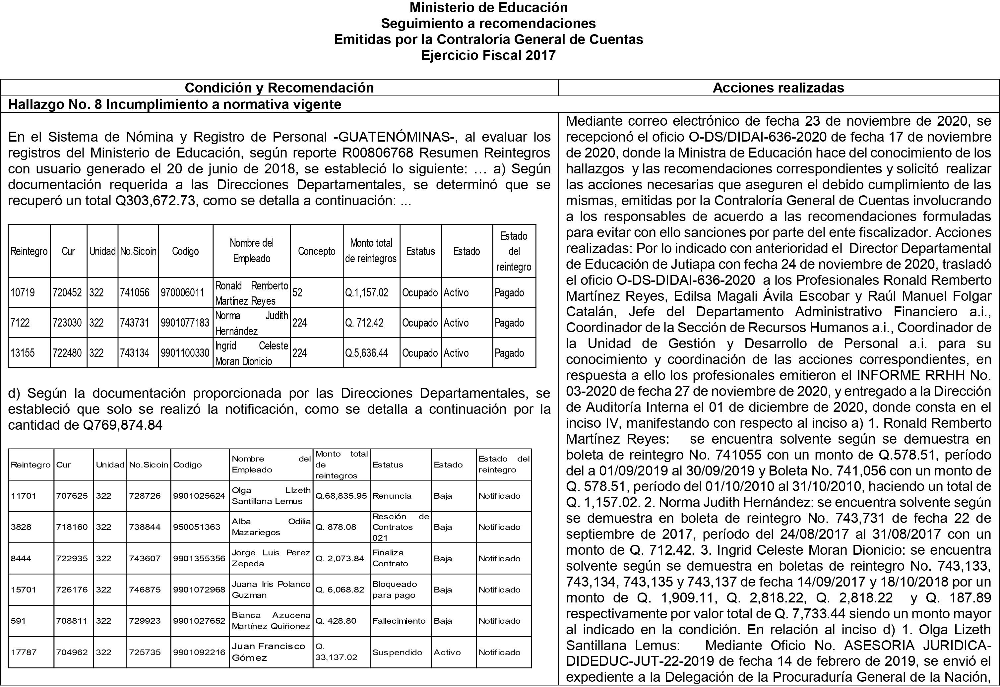 Ministerio de Educación
Seguimiento a recomendaciones
Emitidas por la Contraloría General de Cuentas
Ejercicio Fiscal 2017
Condición y Recomendación
Acciones realizadas
Hallazgo No. 8 Incumplimiento a normativa vigente
En el Sistema de Nómina y Registro de Personal -GUATENÓMINAS-, al evaluar los
registros del Ministerio de Educación, según reporte R00806768 Resumen Reintegros
con usuario generado el 20 de junio de 2018, se estableció lo siguiente: … a) Según
documentación requerida a las Direcciones Departamentales, se determinó que se
recuperó un total Q303,672.73, como se detalla a continuación: ...
Reintegro Cur Unidad No.Sicoin Codigo Nombre del Empleado Concepto Monto total de reintegros Estatus Estado Estado del reintegro
10719 720452 322 741056 970006011 Ronald Remberto Martínez Reyes 52 Q.1,157.02 Ocupado Activo Pagado
7122 723030 322 743731 9901077183 Norma Judith Hernández 224 Q. 712.42 Ocupado Activo Pagado
13155 722480 322 743134 9901100330 Ingrid Celeste Moran Dionicio 224 Q.5,636.44 Ocupado Activo Pagado
d) Según la documentación proporcionada por las Direcciones Departamentales, se
estableció que solo se realizó la notificación, como se detalla a continuación por la
cantidad de Q769,874.84
Reintegro Cur Unidad No.Sicoin Codigo Nombre del Empleado Monto total de reintegros Estatus Estado Estado del reintegro
11701 707625 322 728726 9901025624 Olga LIzeth Santillana Lemus Q.68,835.95 Renuncia Baja Notificado
3828 718160 322 738844 950051363 Alba Odilia Mazariegos Q. 878.08 Resción de Contratos 021 Baja Notificado
8444 722935 322 743607 9901355356 Jorge Luis Perez Zepeda Q. 2,073.84 Finaliza Contrato Baja Notificado
15701 726176 322 746875 9901072968 Juana Iris Polanco Guzman Q. 6,068.82 Bloqueado para pago Baja Notificado
591 708811 322 729923 9901027652 Bianca Azucena Martínez Quiñonez Q. 428.80 Fallecimiento Baja Notificado
17787 704962 322 725735 9901092216 Juan Francisco Gómez Q. 33,137.02 Suspendido Activo Notificado
Mediante correo electrónico de fecha 23 de noviembre de 2020, se
recepcionó el oficio O-DS/DIDAI-636-2020 de fecha 17 de noviembre
de 2020, donde la Ministra de Educación hace del conocimiento de los
hallazgos y las recomendaciones correspondientes y solicitó realizar
las acciones necesarias que aseguren el debido cumplimiento de las
mismas, emitidas por la Contraloría General de Cuentas involucrando
a los responsables de acuerdo a las recomendaciones formuladas
para evitar con ello sanciones por parte del ente fiscalizador. Acciones
realizadas: Por lo indicado con anterioridad el Director Departamental
de Educación de Jutiapa con fecha 24 de noviembre de 2020, trasladó
el oficio O-DS-DIDAI-636-2020 a los Profesionales Ronald Remberto
Martínez Reyes, Edilsa Magali Ávila Escobar y Raúl Manuel Folgar
Catalán, Jefe del Departamento Administrativo Financiero a.i.,
Coordinador de la Sección de Recursos Humanos a.i., Coordinador de
la Unidad de Gestión y Desarrollo de Personal a.i. para su
conocimiento y coordinación de las acciones correspondientes, en
respuesta a ello los profesionales emitieron el INFORME RRHH No.
03-2020 de fecha 27 de noviembre de 2020, y entregado a la Dirección
de Auditoría Interna el 01 de diciembre de 2020, donde consta en el
inciso IV, manifestando con respecto al inciso a) 1. Ronald Remberto
Martínez Reyes: se encuentra solvente según se demuestra en
boleta de reintegro No. 741055 con un monto de Q.578.51, período
del a 01/09/2019 al 30/09/2019 y Boleta No. 741,056 con un monto de
Q. 578.51, período del 01/10/2010 al 31/10/2010, haciendo un total de
Q. 1,157.02. 2. Norma Judith Hernández: se encuentra solvente según
se demuestra en boleta de reintegro No. 743,731 de fecha 22 de
septiembre de 2017, período del 24/08/2017 al 31/08/2017 con un
monto de Q. 712.42. 3. Ingrid Celeste Moran Dionicio: se encuentra
solvente según se demuestra en boletas de reintegro No. 743,133,
743,134, 743,135 y 743,137 de fecha 14/09/2017 y 18/10/2018 por un
monto de Q. 1,909.11, Q. 2,818.22, Q. 2,818.22 y Q. 187.89
respectivamente por valor total de Q. 7,733.44 siendo un monto mayor
al indicado en la condición. En relación al inciso d) 1. Olga Lizeth
Santillana Lemus: Mediante Oficio No. ASESORIA JURIDICA-
DIDEDUC-JUT-22-2019 de fecha 14 de febrero de 2019, se envió el
expediente a la Delegación de la Procuraduría General de la Nación,